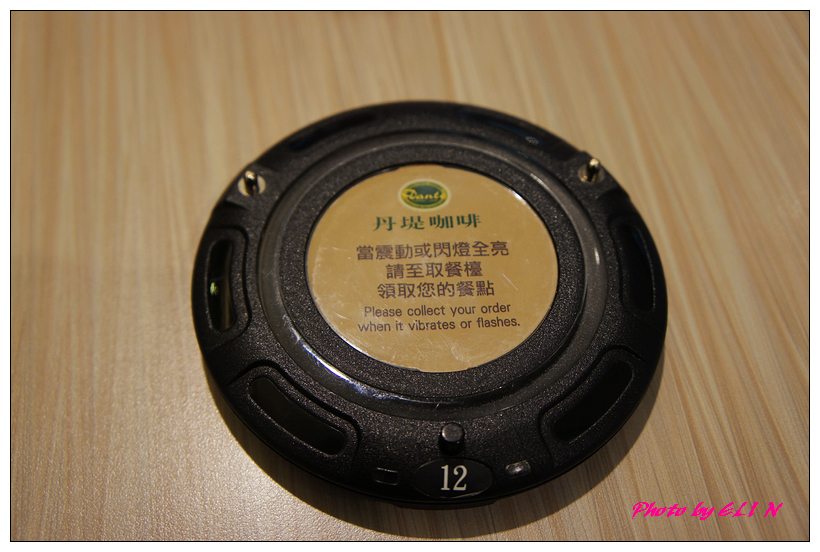 Dante
丹堤咖啡
當震動或閃燈全亮
請至取餐檯
領取您的餐點
Please collect your order
when it vibrates or flashes.
12
Photo by ELIN